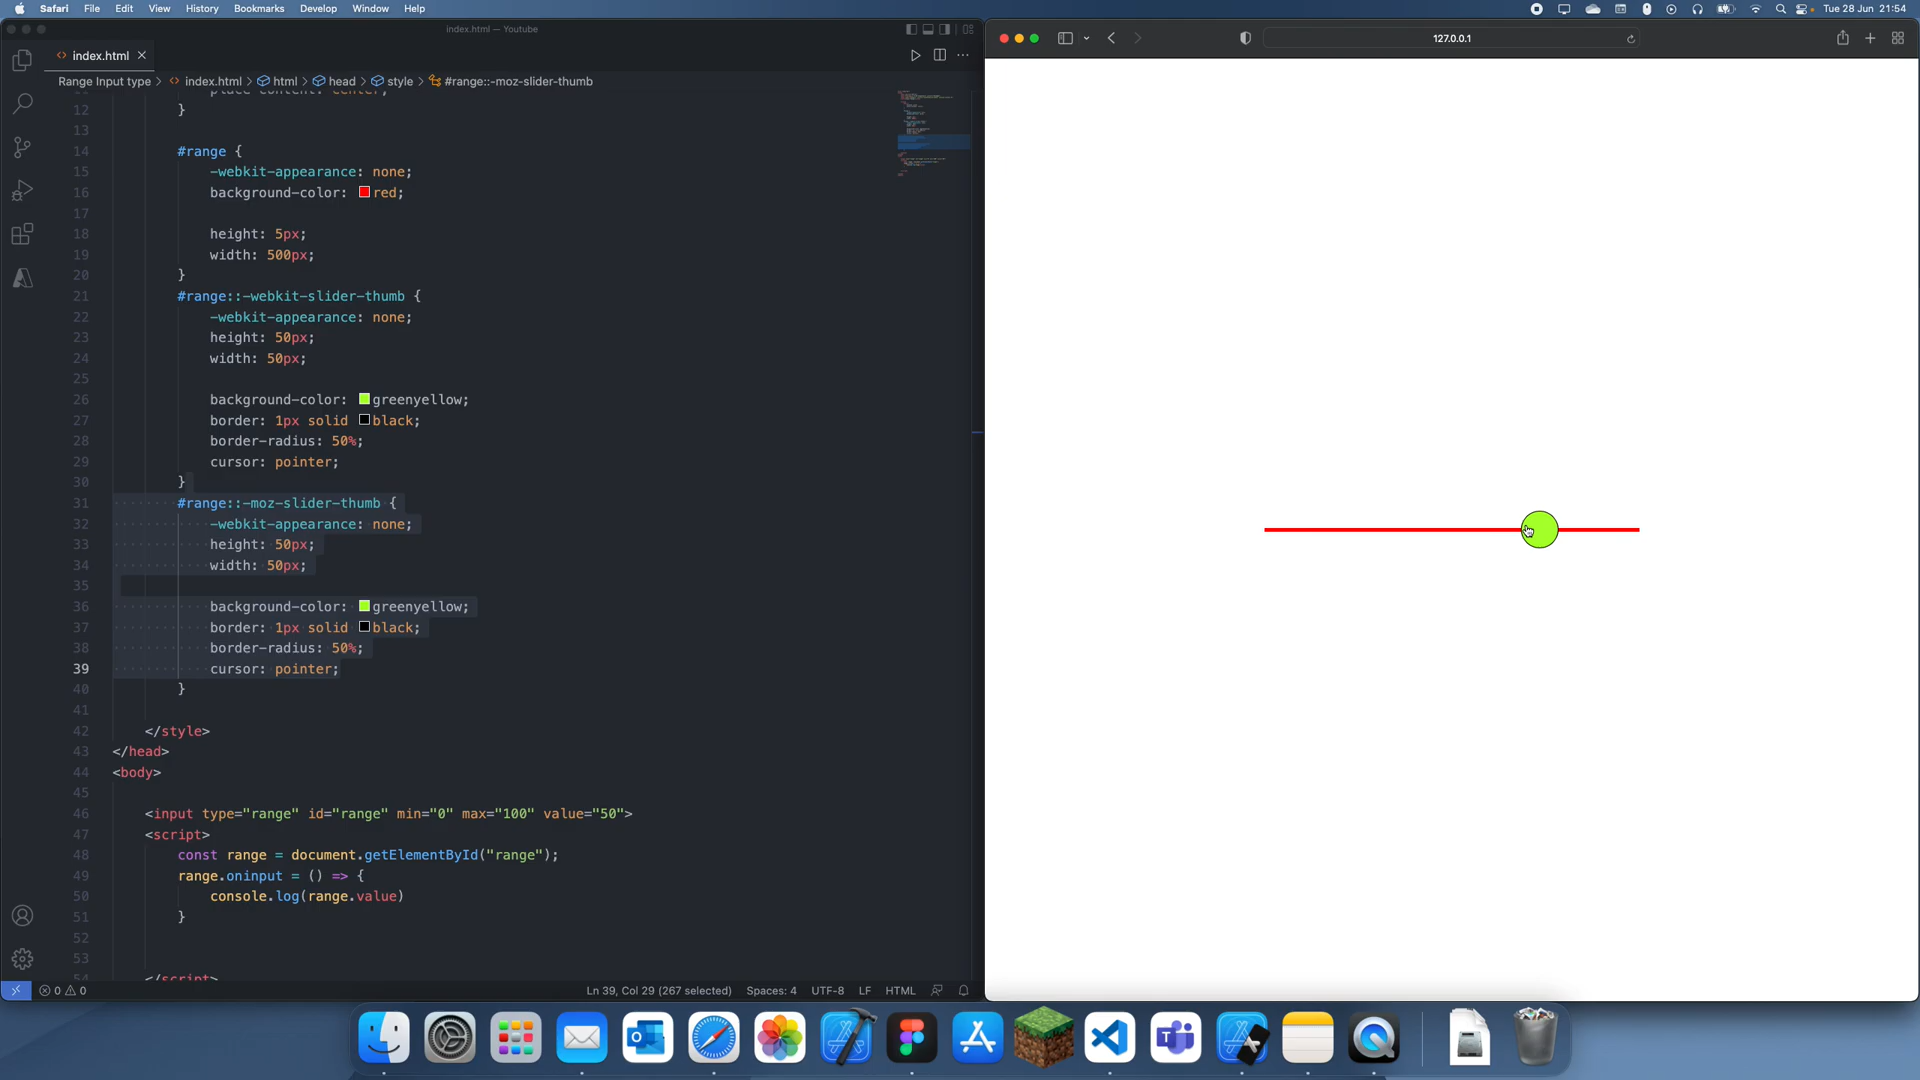 Safari File Edit View History Bookmarks Develop Window Help Tue 28 Jun 21:54
index.html — Youtube
127.0.0.1
index.html
Range Input type > index.html > html > head > style > #range::-moz-slider-thumb
place-content: center;
12 }
13
14 #range {
15 -webkit-appearance: none;
16 background-color: red;
17
18 height: 5px;
19 width: 500px;
20 }
21 #range::-webkit-slider-thumb {
22 -webkit-appearance: none;
23 height: 50px;
24 width: 50px;
25
26 background-color: greenyellow;
27 border: 1px solid black;
28 border-radius: 50%;
29 cursor: pointer;
30 }
31 #range::-moz-slider-thumb {
32 -webkit-appearance: none;
33 height: 50px;
34 width: 50px;
35
36 background-color: greenyellow;
37 border: 1px solid black;
38 border-radius: 50%;
39 cursor: pointer;
40 }
41
42 </style>
43 </head>
44 <body>
45
46 <input type="range" id="range" min="0" max="100" value="50">
47 <script>
48 const range = document.getElementById("range");
49 range.oninput = () => {
50 console.log(range.value)
51 }
52
53
54 </script>
0 0 Ln 39, Col 29 (267 selected) Spaces: 4 UTF-8 LF HTML